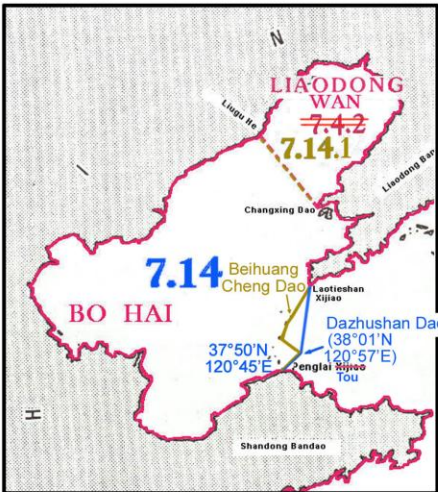 N
LIAODONG
WAN
7.4.2
7.14.1
Liugu He
Liaodong Ban
Changxing Bao
I
7.14
Beihuang
Cheng Dao
Laotieshan
Xijiao
BO HAI
Dazhushan Dao
(38°01'N
120°57'E)
37°50'N
120°45'E
Penglai Xijiao
Tou
H
Shandong Bandao